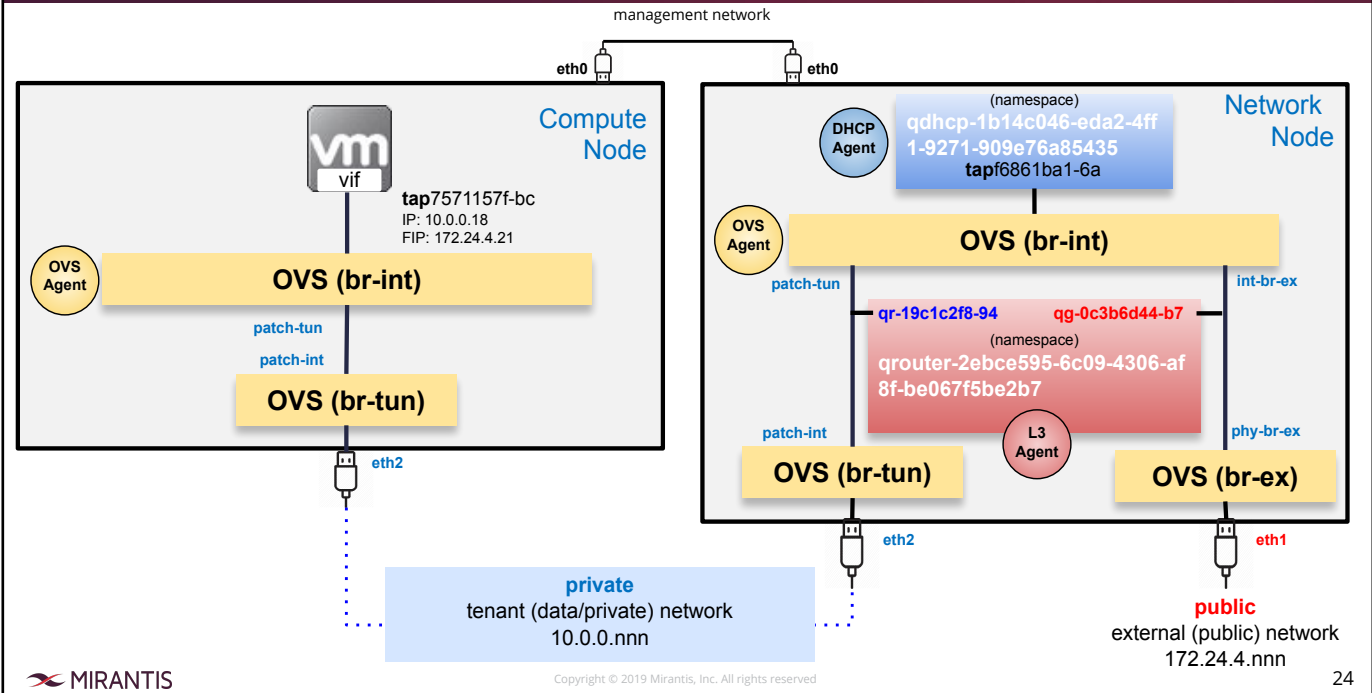 management network
eth0
eth0
Compute
Node
vm
vif
tap7571157f-bc
IP: 10.0.0.18
FIP: 172.24.4.21
OVS
Agent
OVS (br-int)
patch-tun
patch-int
OVS (br-tun)
eth2
Network
Node
DHCP
Agent
(namespace)
qdhcp-1b14c046-eda2-4ff
1-9271-909e76a85435
tapf6861ba1-6a
OVS
Agent
OVS (br-int)
patch-tun
int-br-ex
qr-19c1c2f8-94
qg-0c3b6d44-b7
(namespace)
qrouter-2ebce595-6c09-4306-af
8f-be067f5be2b7
L3
Agent
patch-int
phy-br-ex
OVS (br-tun)
OVS (br-ex)
eth2
eth1
private
tenant (data/private) network
10.0.0.nnn
public
external (public) network
172.24.4.nnn
MIRANTIS
Copyright © 2019 Mirantis, Inc. All rights reserved
24